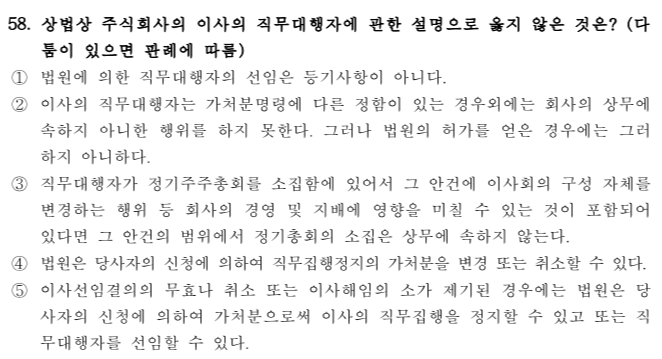 58. 상법상 주식회사의 이사의 직무대행자에 관한 설명으로 옳지 않은 것은? (다
툼이 있으면 판례에 따름)
① 법원에 의한 직무대행자의 선임은 등기사항이 아니다.
② 이사의 직무대행자는 가처분명령에 다른 정함이 있는 경우외에는 회사의 상무에
속하지 아니한 행위를 하지 못한다. 그러나 법원의 허가를 얻은 경우에는 그러
하지 아니하다.
③ 직무대행자가 정기주주총회를 소집함에 있어서 그 안건에 이사회의 구성 자체를
변경하는 행위 등 회사의 경영 및 지배에 영향을 미칠 수 있는 것이 포함되어
있다면 그 안건의 범위에서 정기총회의 소집은 상무에 속하지 않는다.
④ 법원은 당사자의 신청에 의하여 직무집행정지의 가처분을 변경 또는 취소할 수 있다.
⑤ 이사선임결의의 무효나 취소 또는 이사해임의 소가 제기된 경우에는 법원은 당
사자의 신청에 의하여 가처분으로써 이사의 직무집행을 정지할 수 있고 또는 직
무대행자를 선임할 수 있다.